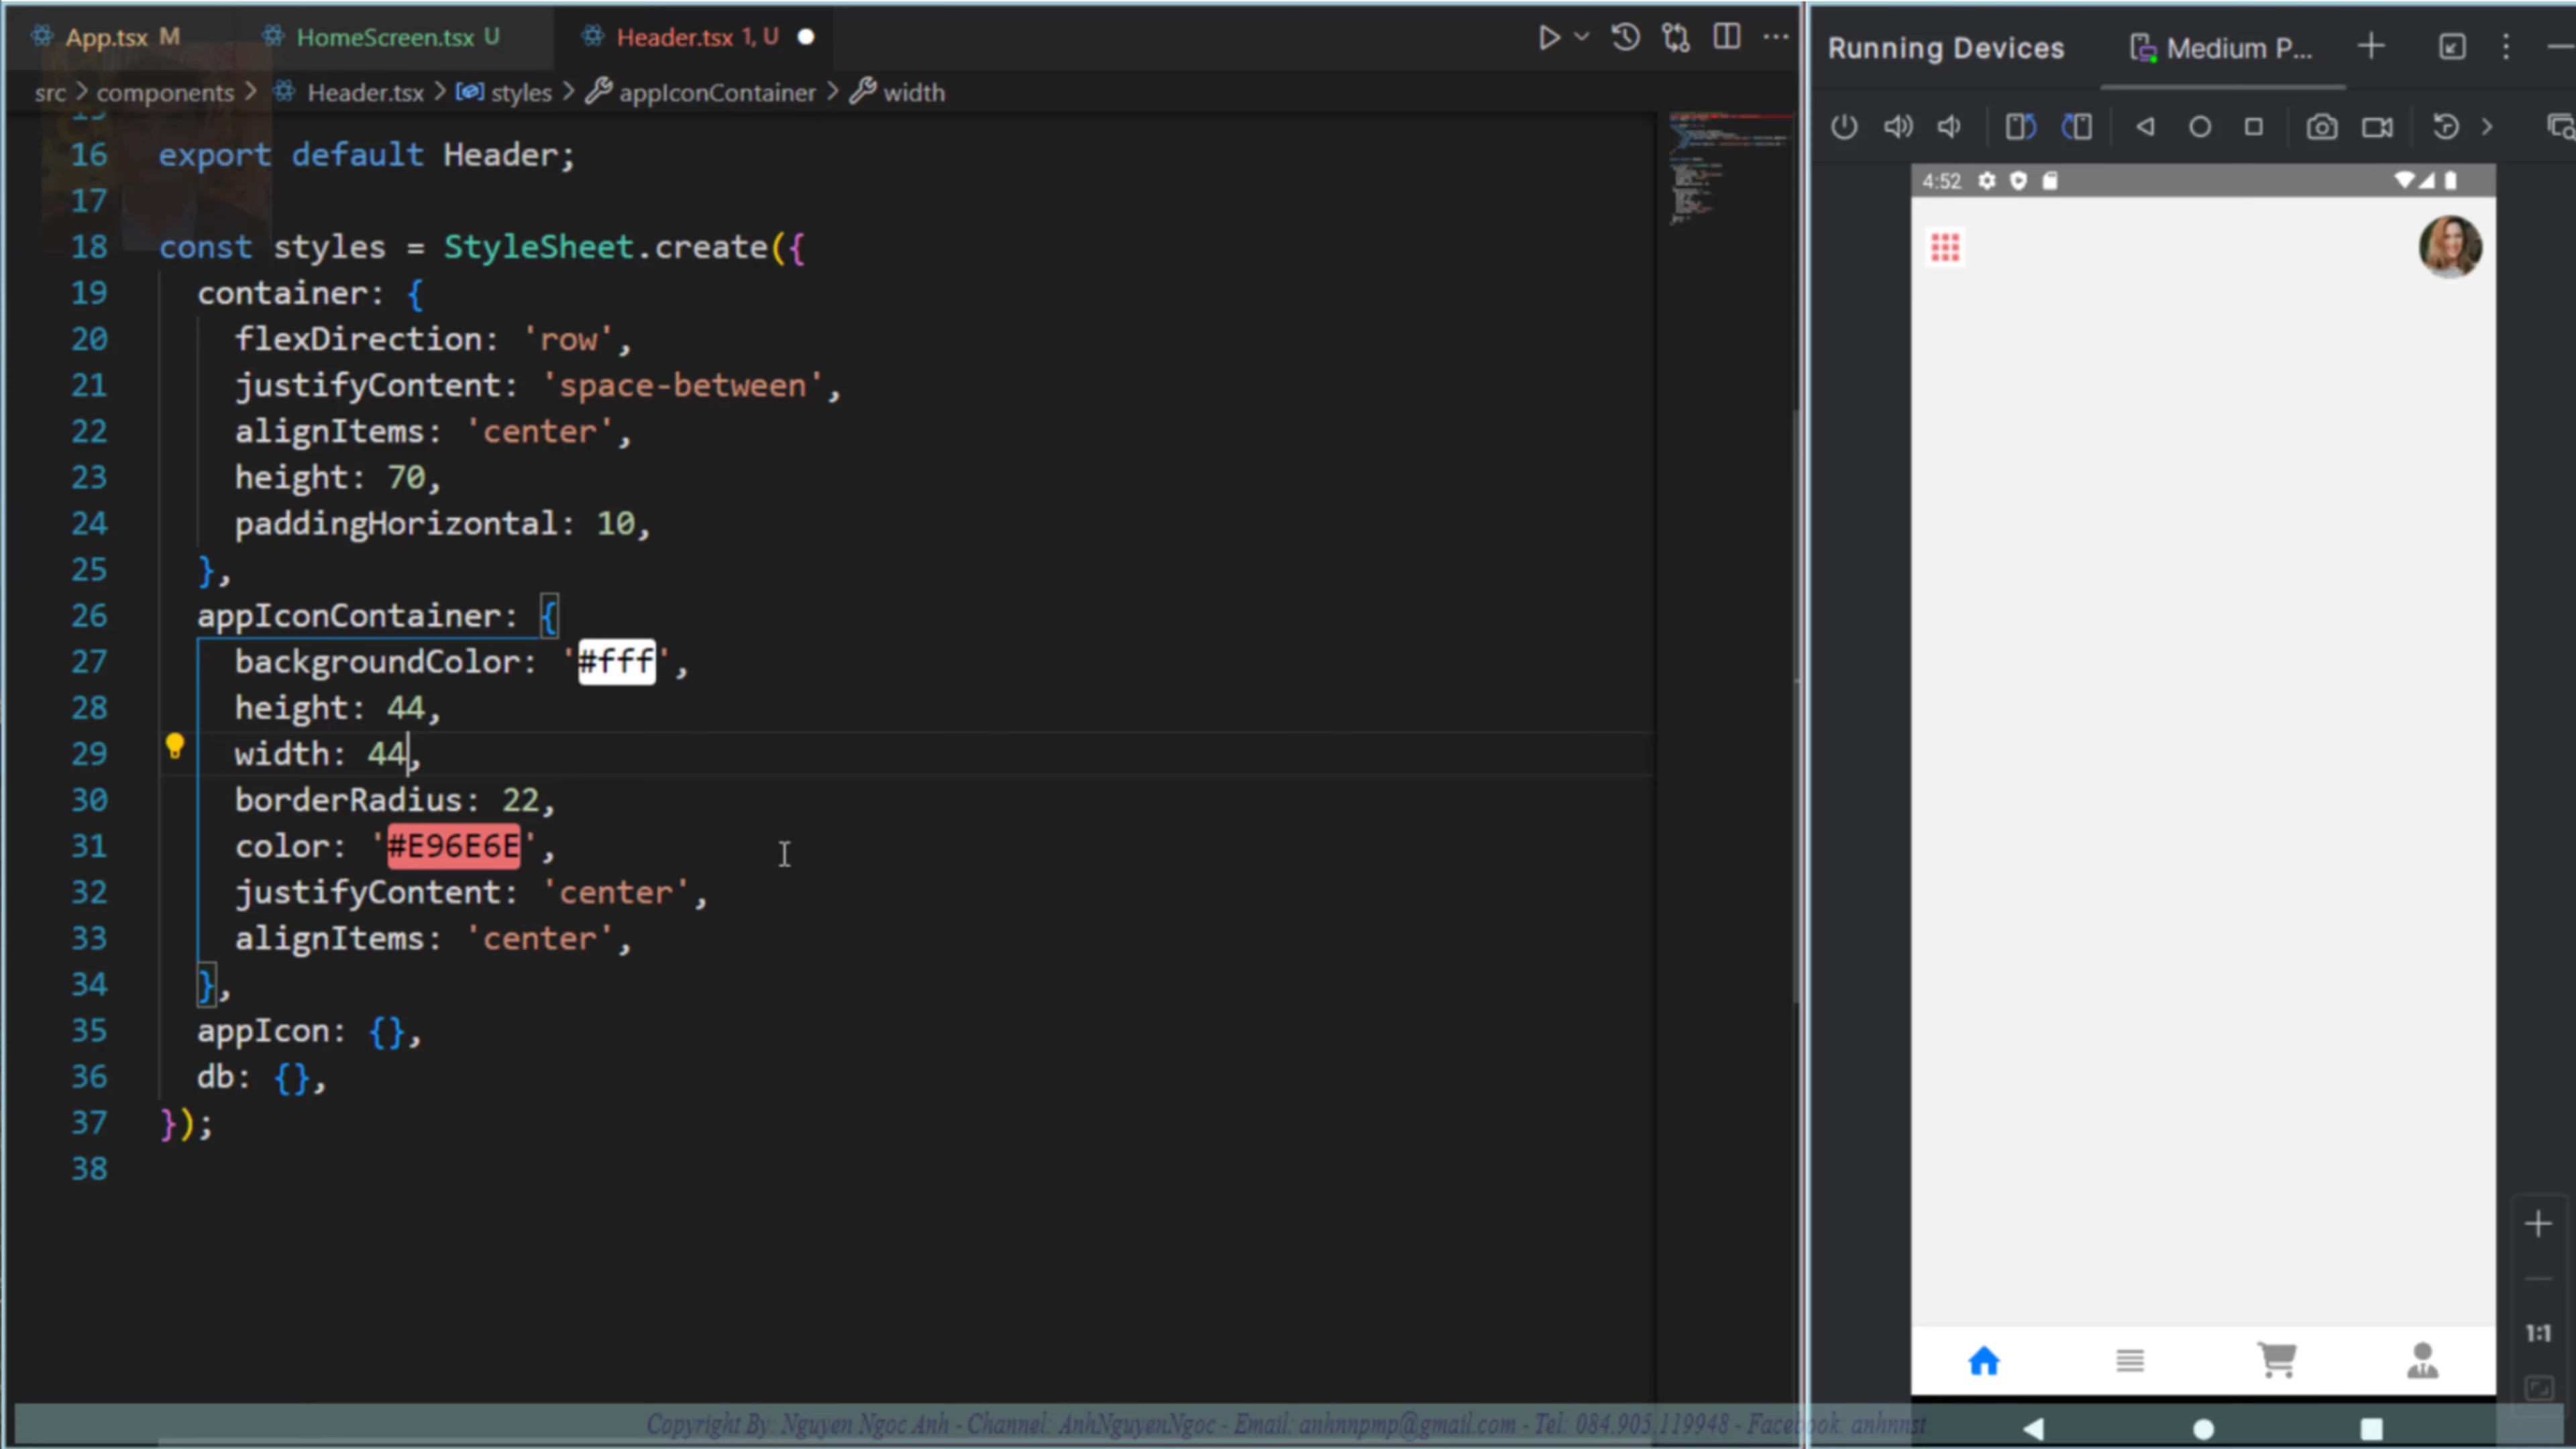 App.tsx M
HomeScreen.tsx U
Header.tsx 1, U
src > components > Header.tsx > styles > appIconContainer > width
15
16 export default Header;
17
18 const styles = StyleSheet.create({
19 container: {
20 flexDirection: 'row',
21 justifyContent: 'space-between',
22 alignItems: 'center',
23 height: 70,
24 paddingHorizontal: 10,
25 },
26 appIconContainer: {
27 backgroundColor: '#fff',
28 height: 44,
29 width: 44,
30 borderRadius: 22,
31 color: '#E96E6E',
32 justifyContent: 'center',
33 alignItems: 'center',
34 },
35 appIcon: {},
36 db: {},
37 });
38
Running Devices
Medium P...
4:52
1:1
Copyright By: Nguyen Ngoc Anh - Channel: AnhNguyenNgoc - Email: anhnnpmp@gmail.com - Tel: 084.905.119948 - Facebook: anhnnst